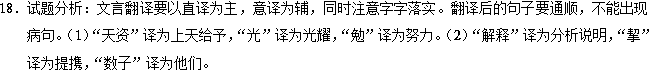 18．试题分析：文言翻译要以直译为主，意译为辅，同时注意字字落实。翻译后的句子要通顺，不能出现
病句。（1）“天资”译为上天给予，“光”译为光耀，“勉”译为努力。（2）“解释”译为分析说明，“挈”
译为提携，“数子”译为他们。